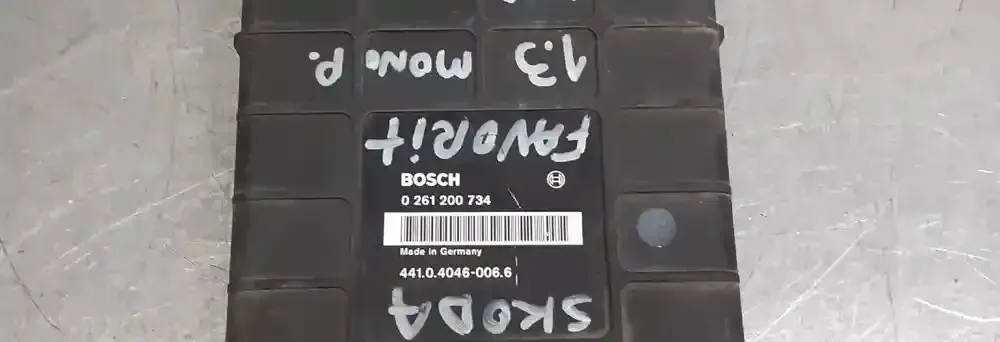 1.3 MONO P.
FAVORIT
BOSCH
0 261 200 734
Made in Germany
441.0.4046-006.6
SKODA